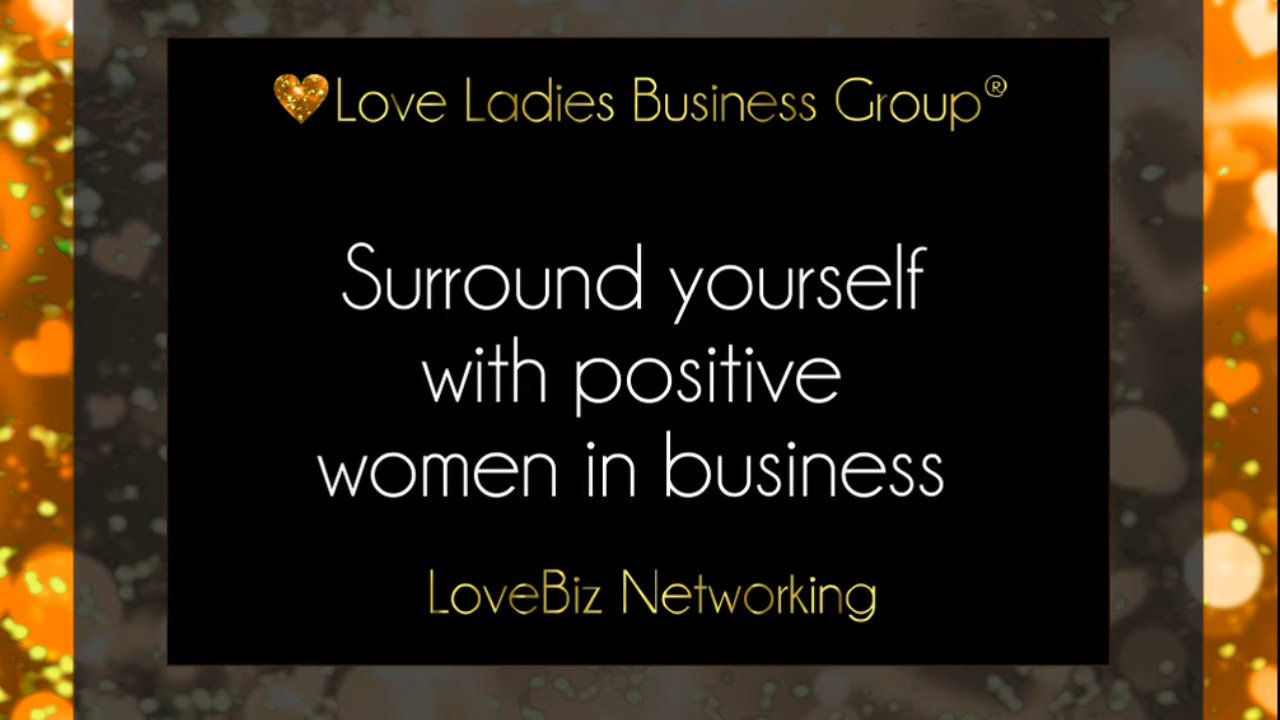 Love Ladies Business Group®
Surround yourself
with positive
women in business
LoveBiz Networking